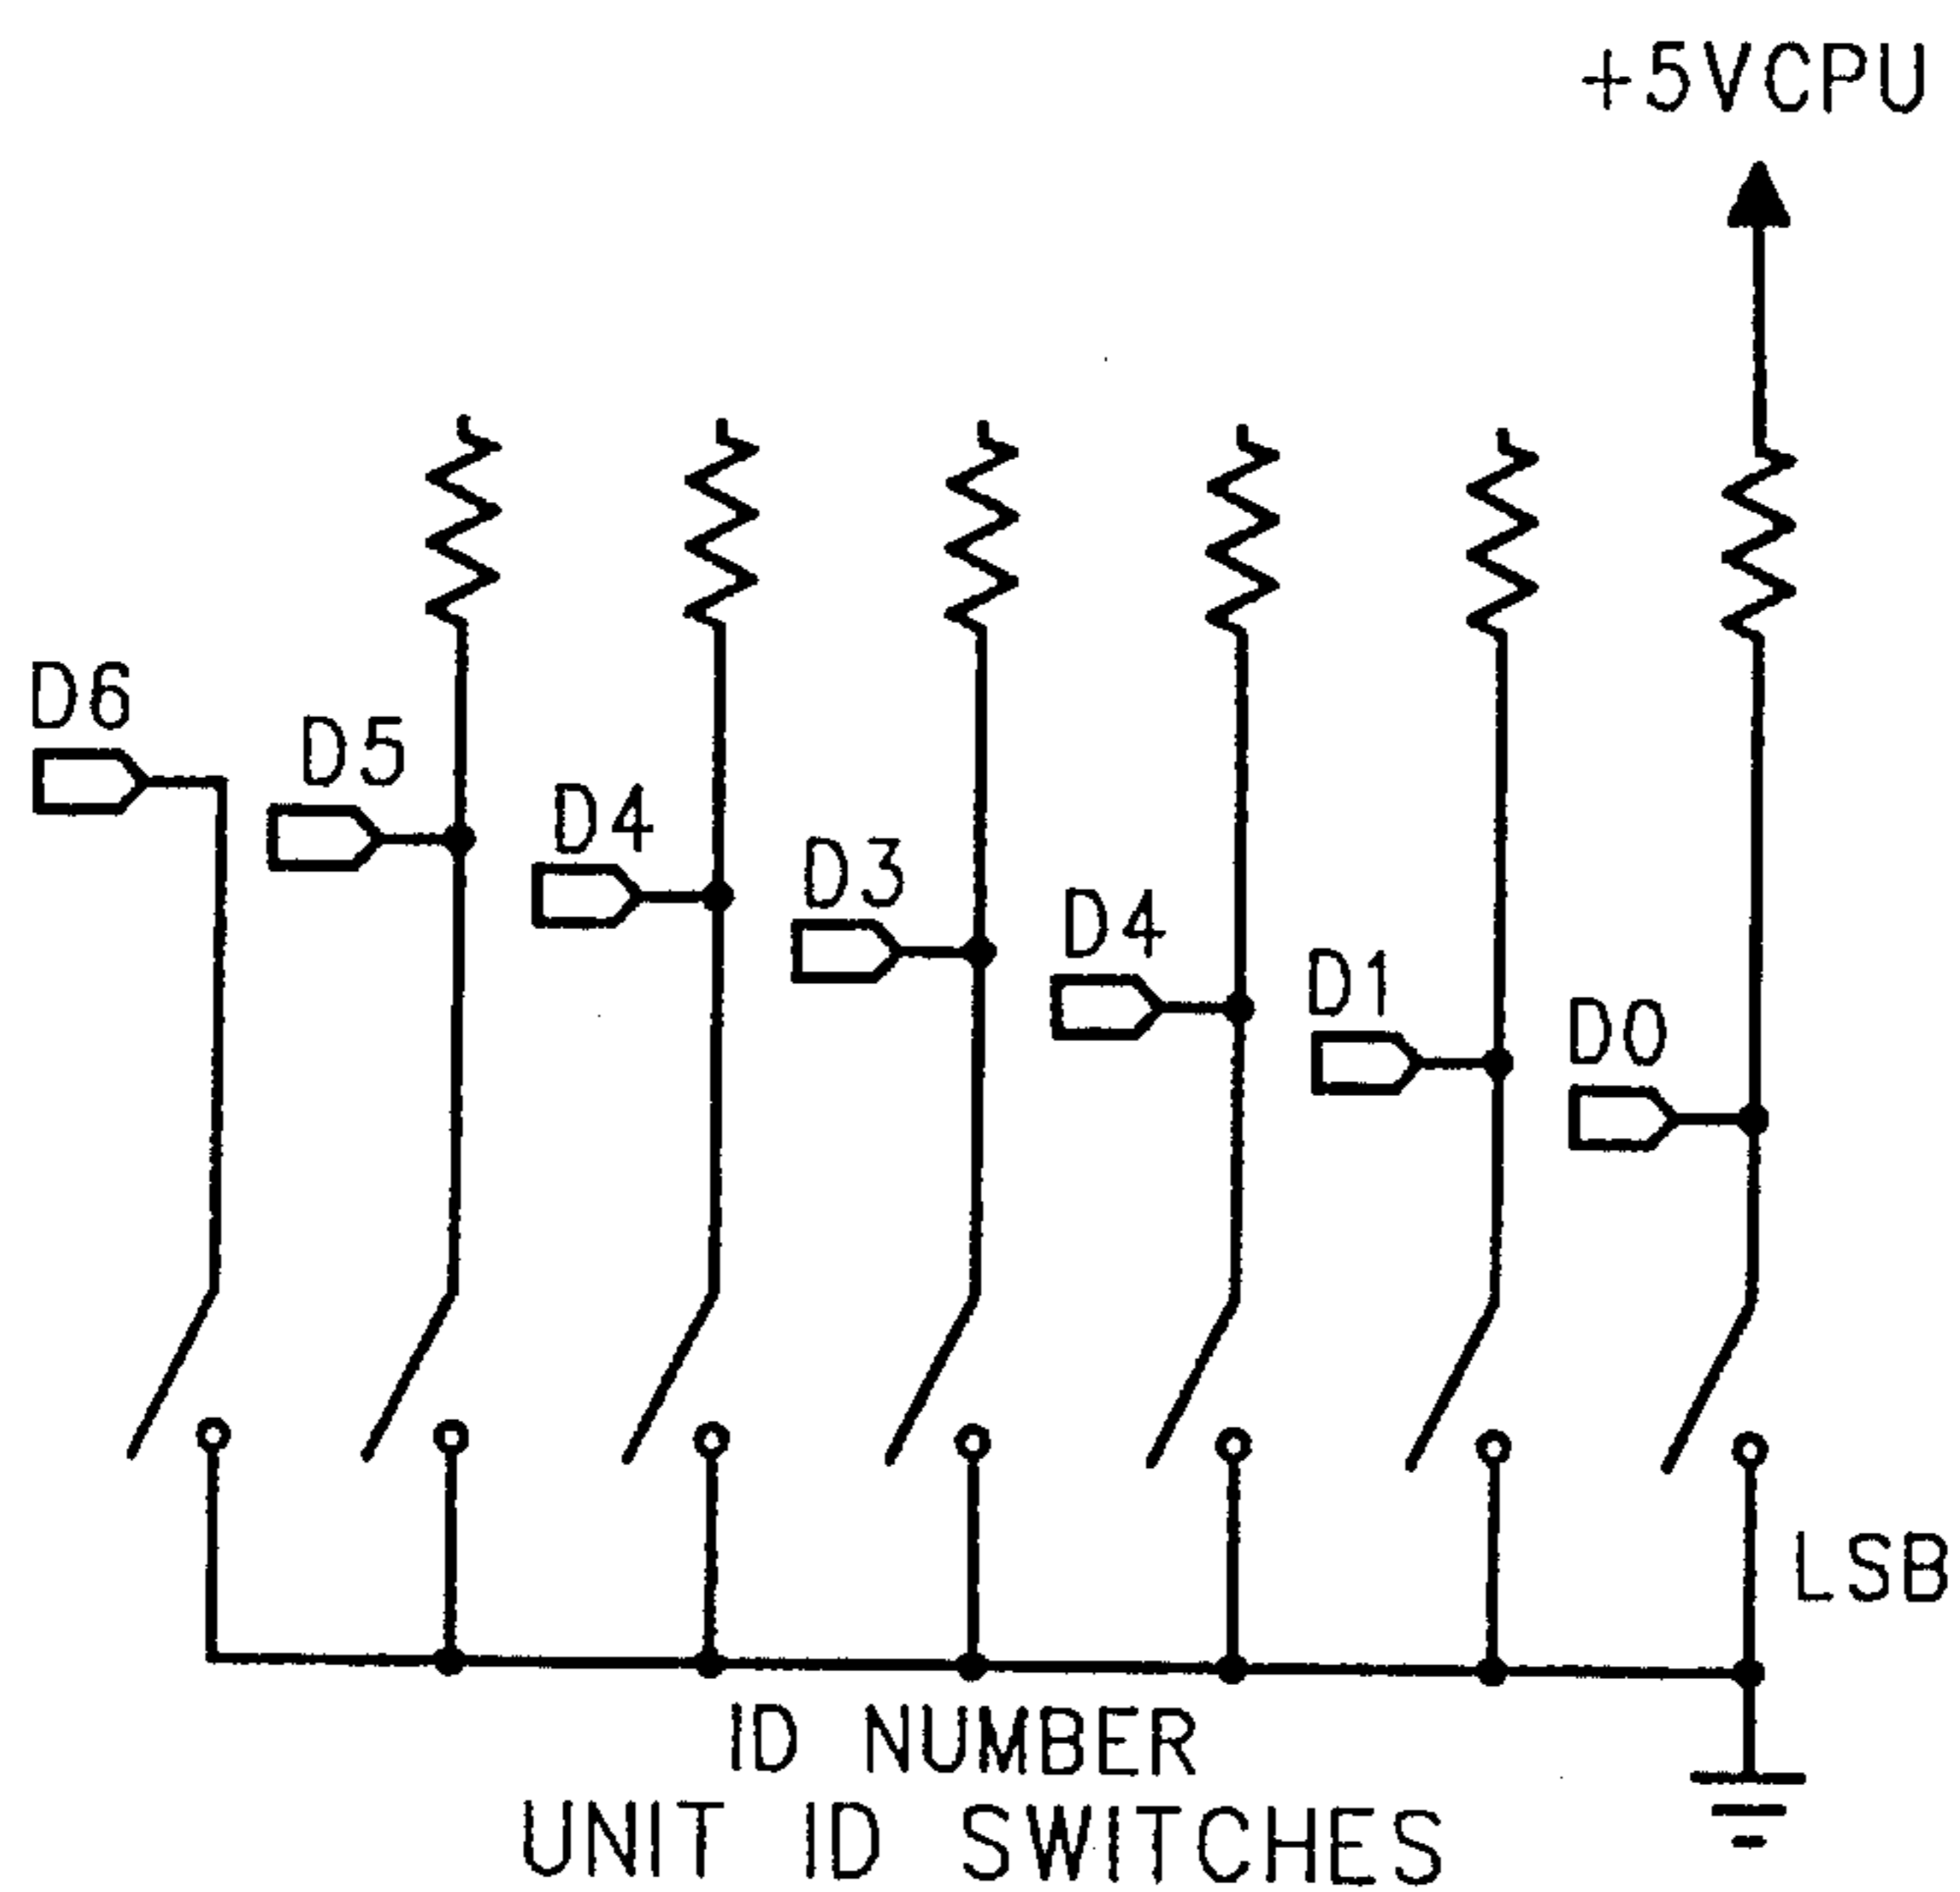 +5VCPU
D6
D5
D4
D3
D4
D1
D0
LSB
ID NUMBER
UNIT ID SWITCHES